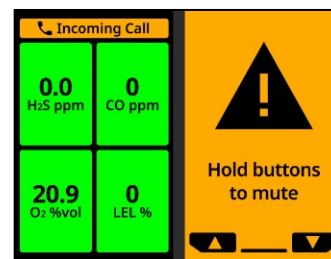 Incoming Call
0.0
H₂S ppm
0
CO ppm
20.9
O₂ %vol
0
LEL %
Hold buttons
to mute